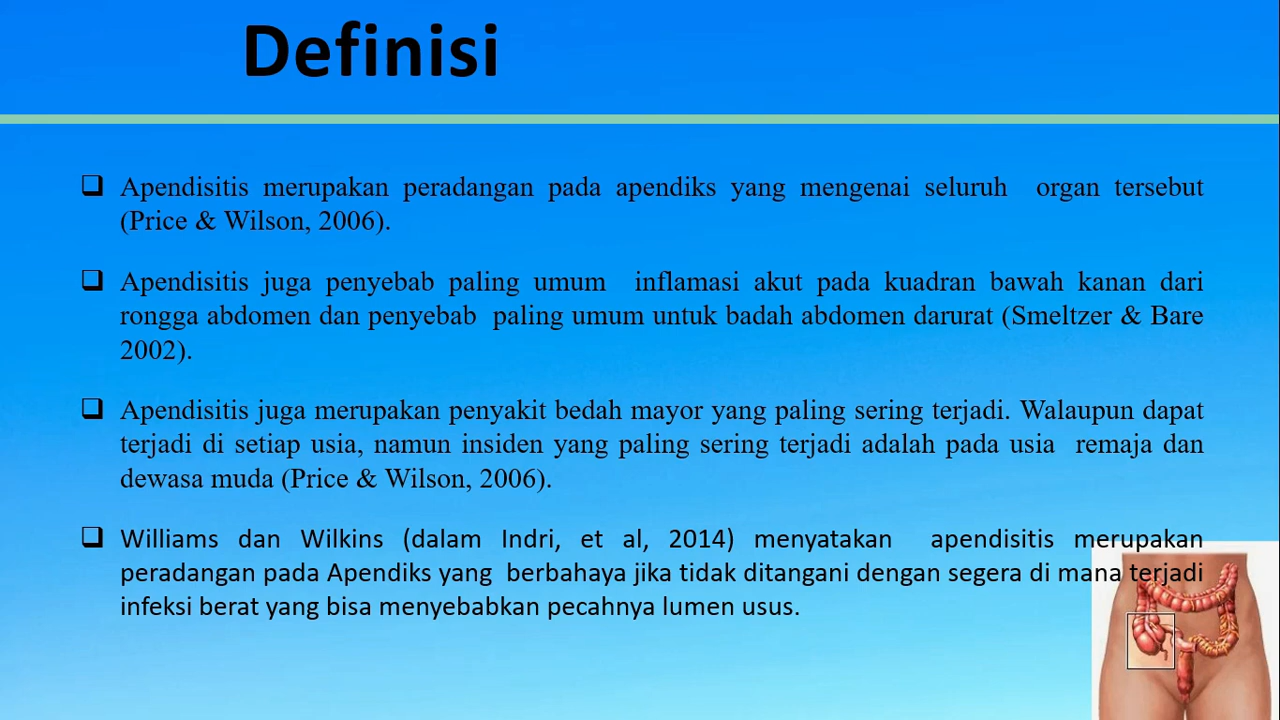 Definisi
Apendisitis merupakan peradangan pada apendiks yang mengenai seluruh organ tersebut
(Price & Wilson, 2006).
Apendisitis juga penyebab paling umum inflamasi akut pada kuadran bawah kanan dari
rongga abdomen dan penyebab paling umum untuk badah abdomen darurat (Smeltzer & Bare
2002).
Apendisitis juga merupakan penyakit bedah mayor yang paling sering terjadi. Walaupun dapat
terjadi di setiap usia, namun insiden yang paling sering terjadi adalah pada usia remaja dan
dewasa muda (Price & Wilson, 2006).
Williams dan Wilkins (dalam Indri, et al, 2014) menyatakan apendisitis merupakan
peradangan pada Apendiks yang berbahaya jika tidak ditangani dengan segera di mana terjadi
infeksi berat yang bisa menyebabkan pecahnya lumen usus.